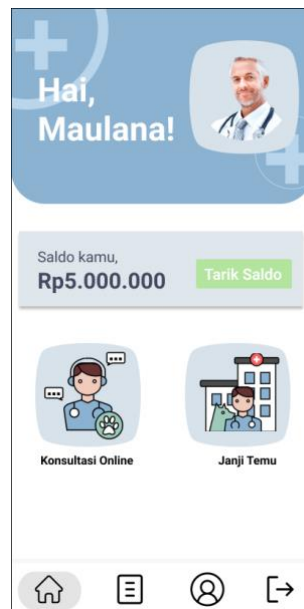 Hai,
Maulana!
Saldo kamu,
Rp5.000.000
Tarik Saldo
Konsultasi Online
Janji Temu